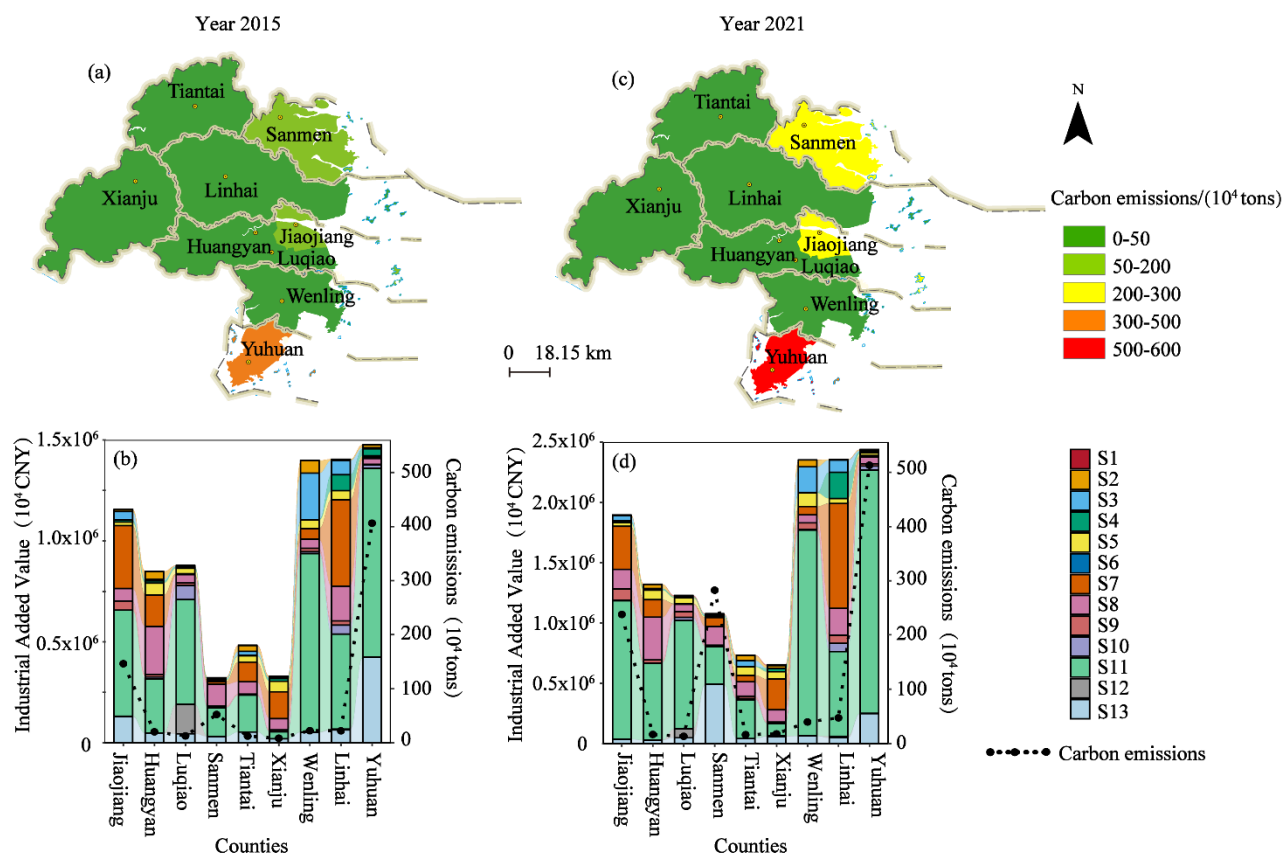 Year 2015
Year 2021
(a)
Tiantai
Sanmen
Xianju
Linhai
Jiaojiang
Huangyan
Luqiao
Wenling
Yuhuan
0 18.15 km
(c)
Tiantai
Sanmen
Xianju
Linhai
Jiaojiang
Huangyan
Luqiao
Wenling
Yuhuan
N
Carbon emissions/(10⁴ tons)
0-50
50-200
200-300
300-500
500-600
(b)
Industrial Added Value（10⁴ CNY）
1.5x10⁶
1.0x10⁶
0.5x10⁶
0
500
400
300
200
100
0
Carbon emissions（10⁴ tons）
Jiaojiang
Huangyan
Luqiao
Sanmen
Tiantai
Xianju
Wenling
Linhai
Yuhuan
Counties
(d)
Industrial Added Value（10⁴ CNY）
2.5x10⁶
2.0x10⁶
1.5x10⁶
1.0x10⁶
0.5x10⁶
0
500
400
300
200
100
0
Carbon emissions（10⁴ tons）
Jiaojiang
Huangyan
Luqiao
Sanmen
Tiantai
Xianju
Wenling
Linhai
Yuhuan
Counties
S1
S2
S3
S4
S5
S6
S7
S8
S9
S10
S11
S12
S13
Carbon emissions